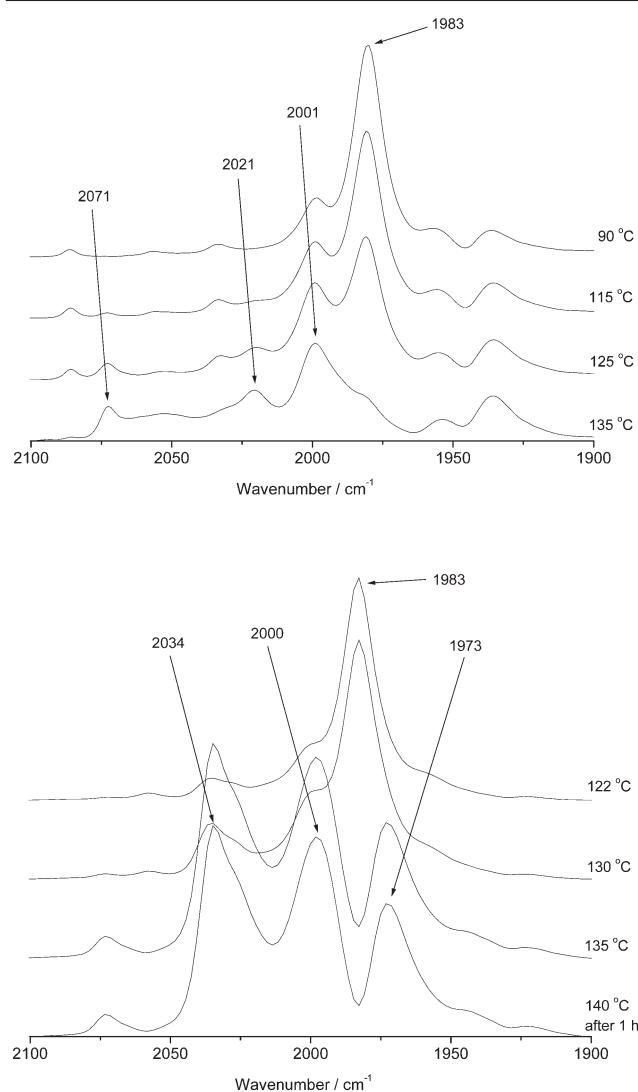 1983
2001
2021
2071
90 °C
115 °C
125 °C
135 °C
2100 2050 2000 1950 1900
Wavenumber / cm-1
1983
2000
2034
1973
122 °C
130 °C
135 °C
140 °C
after 1 h
2100 2050 2000 1950 1900
Wavenumber / cm-1